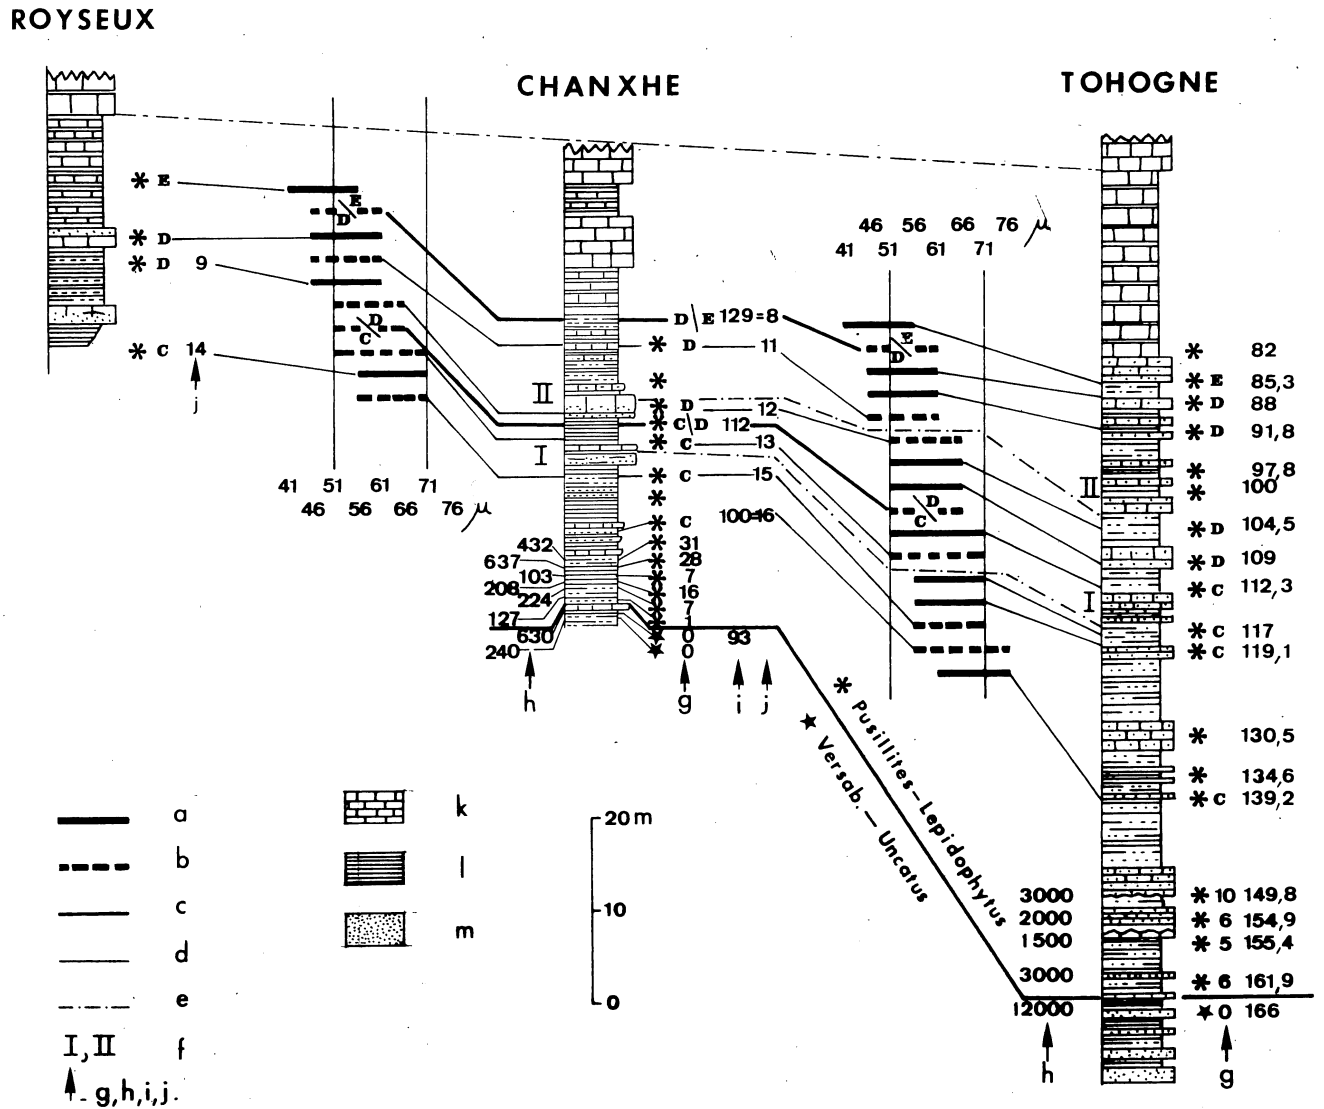 ROYSEUX
CHANXHE
TOHOGNE
* E
* D
* D 9
* C 14
j
E
D
D
C
41 51 61 71
46 56 66 76 μ
II
I
D\E 129=8
* D 11
*
* D 12
* C\D 112
* C 13
* C 15
*
* C 100=16
432 * 31
637 * 28
103 * 7
208 * 16
224 * 7
127 * 1
630 ★ 0 93
240 ★ 0
h g i j
46 56 66 76 μ
41 51 61 71
E
D
D
C
II
I
* 82
* E 85,3
* D 88
* D 91,8
* 97,8
* 100
* D 104,5
* D 109
* C 112,3
* C 117
* C 119,1
* 130,5
* 134,6
* C 139,2
3000 * 10 149,8
2000 * 6 154,9
1500 * 5 155,4
3000 * 6 161,9
12000 ★ 0 166
h g
* Pusillites–Lepidophytus
★ Versab.–Uncatus
a
b
c
d
e
I,II f
- g,h,i,j.
k
l
m
20 m
10
0